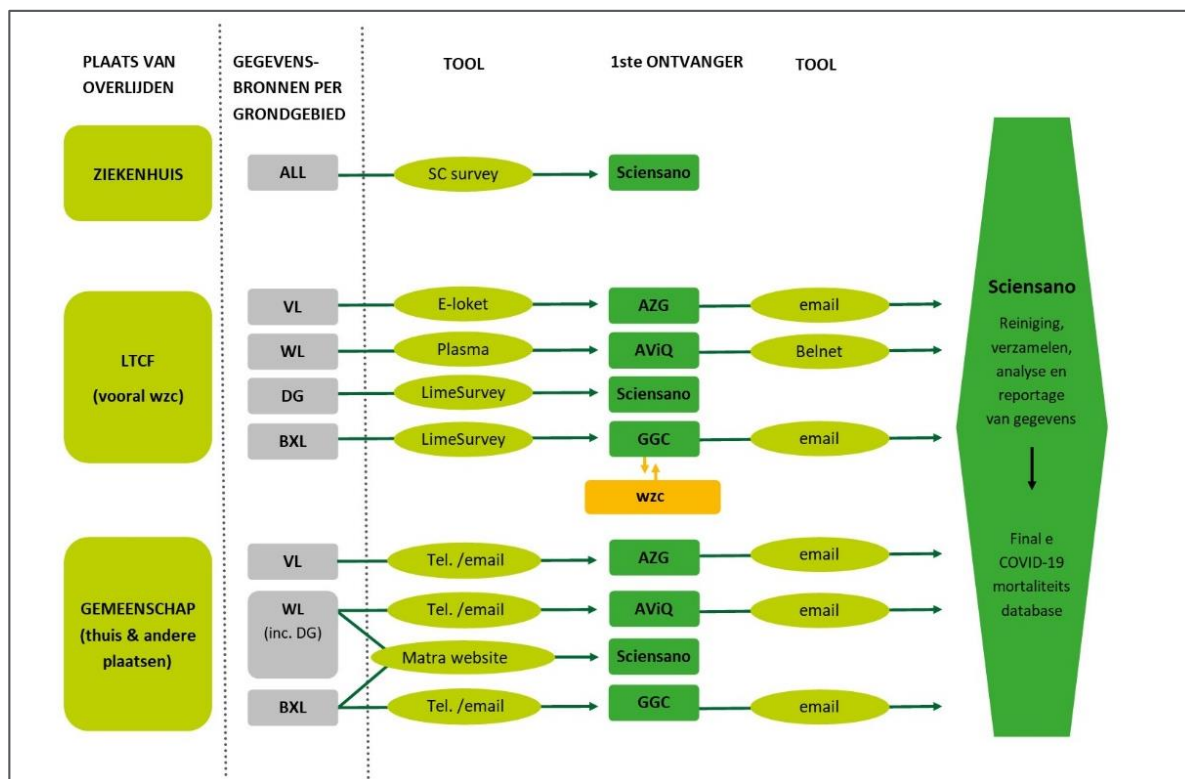 PLAATS VAN
OVERLIJDEN
GEGEVENS-
BRONNEN PER
GRONDGEBIED
TOOL
1ste ONTVANGER
TOOL
ZIEKENHUIS
ALL
SC survey
Sciensano
LTCF
(vooral wzc)
VL
E-loket
AZG
email
WL
Plasma
AViQ
Belnet
DG
LimeSurvey
Sciensano
BXL
LimeSurvey
GGC
email
wzc
GEMEENSCHAP
(thuis & andere
plaatsen)
VL
Tel. /email
AZG
email
WL
(inc. DG)
Tel. /email
AViQ
email
Matra website
Sciensano
BXL
Tel. /email
GGC
email
Sciensano
Reiniging,
verzamelen,
analyse en
reportage
van gegevens
Final e
COVID-19
mortaliteits
database